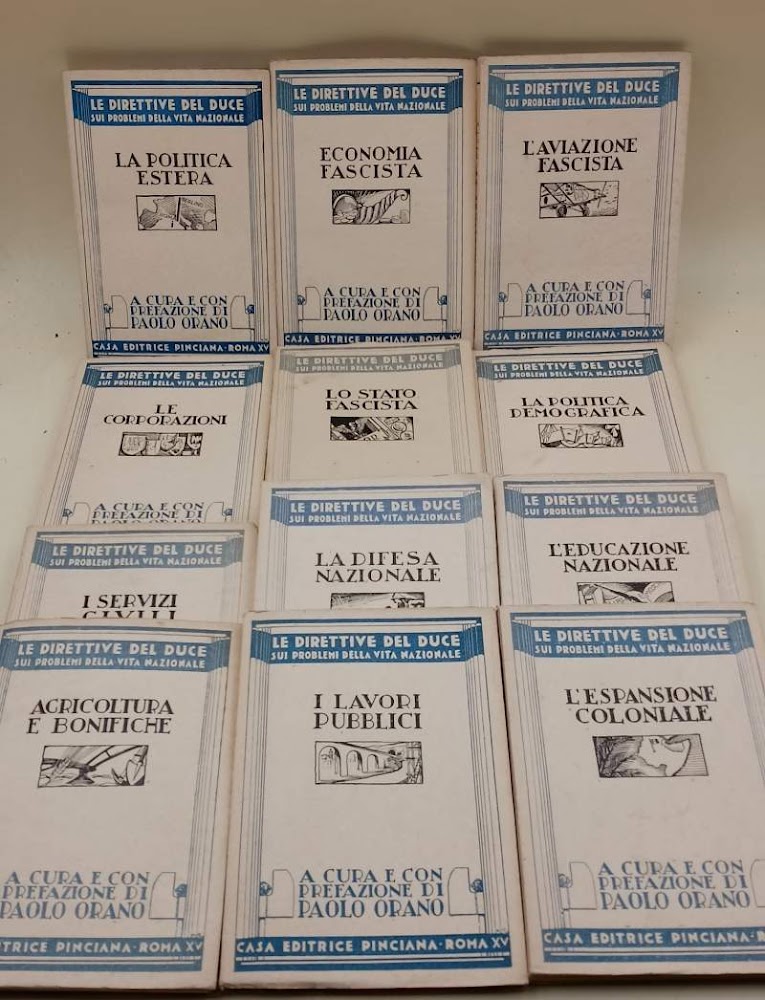 LE DIRETTIVE DEL DUCE
SUI PROBLEMI DELLA VITA NAZIONALE
LA POLITICA
ESTERA
A CURA E CON
PREFAZIONE DI
PAOLO ORANO
CASA EDITRICE PINCIANA-ROMA XV
LE DIRETTIVE DEL DUCE
SUI PROBLEMI DELLA VITA NAZIONALE
ECONOMIA
FASCISTA
A CURA E CON
PREFAZIONE DI
PAOLO ORANO
CASA EDITRICE PINCIANA-ROMA XV
LE DIRETTIVE DEL DUCE
SUI PROBLEMI DELLA VITA NAZIONALE
L'AVIAZIONE
FASCISTA
A CURA E CON
PREFAZIONE DI
PAOLO ORANO
CASA EDITRICE PINCIANA-ROMA XV
LE DIRETTIVE DEL DUCE
SUI PROBLEMI DELLA VITA NAZIONALE
LE
CORPORAZIONI
A CURA E CON
PREFAZIONE DI
LE DIRETTIVE DEL DUCE
SUI PROBLEMI DELLA VITA NAZIONALE
LO STATO
FASCISTA
LE DIRETTIVE DEL DUCE
SUI PROBLEMI DELLA VITA NAZIONALE
LA POLITICA
DEMOGRAFICA
LE DIRETTIVE DEL DUCE
SUI PROBLEMI DELLA VITA NAZIONALE
I SERVIZI
CIVILI
LE DIRETTIVE DEL DUCE
SUI PROBLEMI DELLA VITA NAZIONALE
LA DIFESA
NAZIONALE
LE DIRETTIVE DEL DUCE
SUI PROBLEMI DELLA VITA NAZIONALE
L'EDUCAZIONE
NAZIONALE
LE DIRETTIVE DEL DUCE
SUI PROBLEMI DELLA VITA NAZIONALE
AGRICOLTURA
E BONIFICHE
A CURA E CON
PREFAZIONE DI
PAOLO ORANO
ITRICE PINCIANA-ROMA XV
LE DIRETTIVE DEL DUCE
SUI PROBLEMI DELLA VITA NAZIONALE
I LAVORI
PUBBLICI
A CURA E CON
PREFAZIONE DI
PAOLO ORANO
CASA EDITRICE PINCIANA-ROMA XV
LE DIRETTIVE DEL DUCE
SUI PROBLEMI DELLA VITA NAZIONALE
L'ESPANSIONE
COLONIALE
A CURA E CON
PREFAZIONE DI
PAOLO ORANO
CASA EDITRICE PINCIANA-ROMA